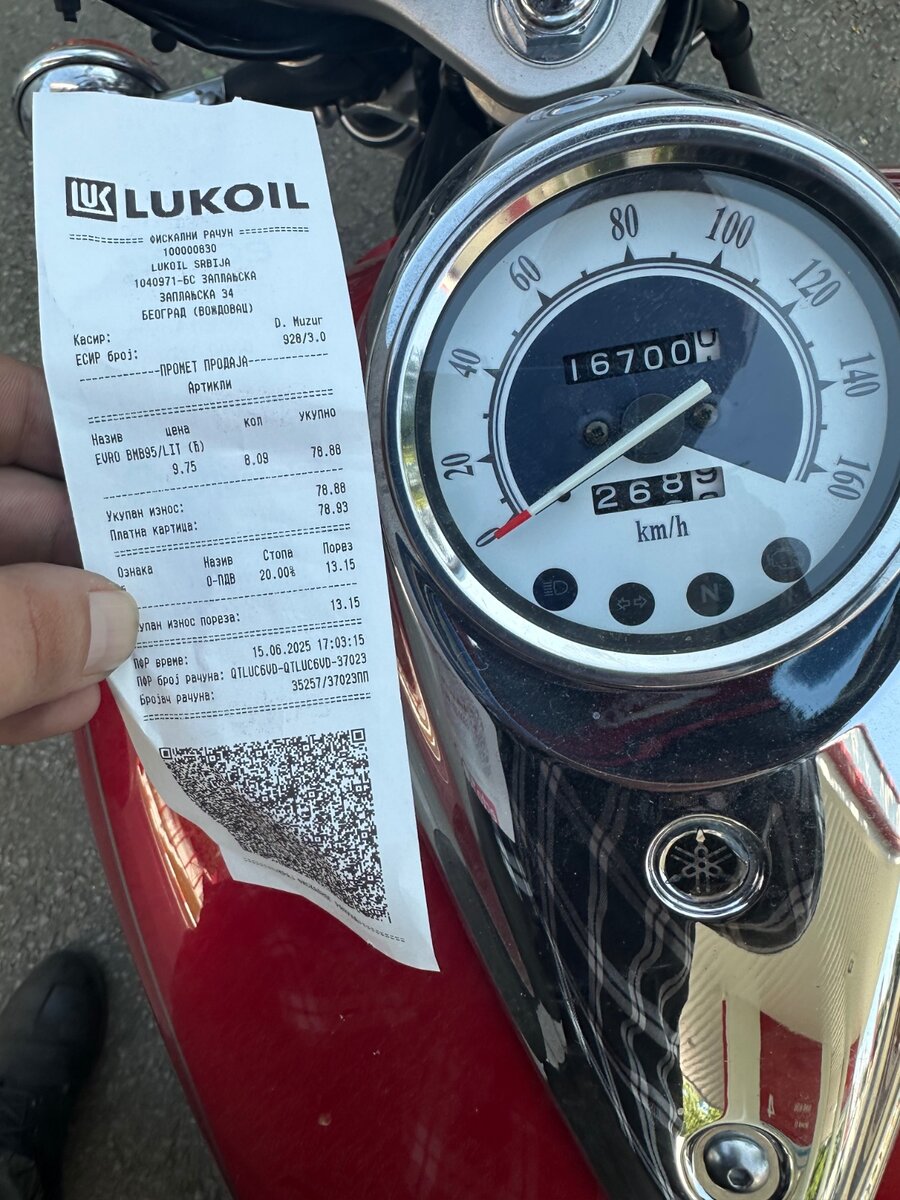 LUK LUKOIL
============ ФИСКАЛНИ РАЧУН ============
100000830
LUKOIL SRBIJA
1040971-БС ЗАПЛАЊСКА
ЗАПЛАЊСКА 34
БЕОГРАД (ВОЖДОВАЦ)
Касир: D. Muzur
ЕСИР број: 928/3.0
-------------ПРОМЕТ ПРОДАЈА-------------
Артикли
========================================
Назив цена кол УКУПНО
EVRO BMB95/LIT (Ђ)
9.75 8.09 78.88
----------------------------------------
Укупан износ: 78.88
Платна картица: 78.93
========================================
Ознака Назив Стопа Порез
О-ПДВ 20.00% 13.15
----------------------------------------
упан износ пореза: 13.15
========================================
ПФР време: 15.06.2025 17:03:15
ПФР број рачуна: QTLUC6VD-QTLUC6VD-37023
Бројач рачуна: 35257/37023ПП
========================================
0
20
40
60
80
100
120
140
160
16700
2689
km/h
N